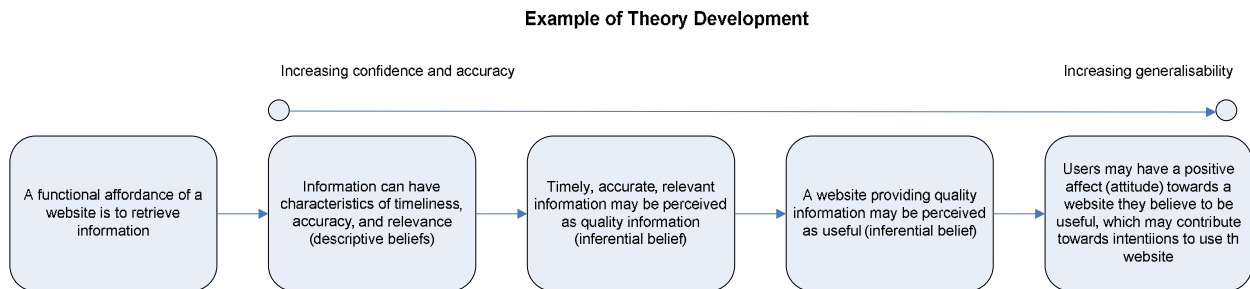 Example of Theory Development
Increasing confidence and accuracy
Increasing generalisability
A functional affordance of a
website is to retrieve
information
Information can have
characteristics of timeliness,
accuracy, and relevance
(descriptive beliefs)
Timely, accurate, relevant
information may be perceived
as quality information
(inferential belief)
A website providing quality
information may be perceived
as useful (inferential belief)
Users may have a positive
affect (attitude) towards a
website they believe to be
useful, which may contribute
towards intentiions to use th
website